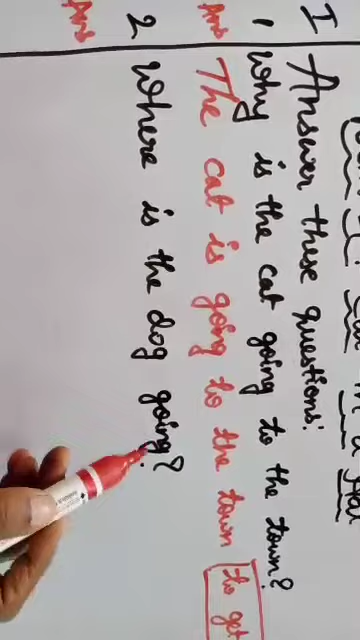 I Answer these questions:
1 Why is the cat going to the town?
Ans The cat is going to the town to get
2 Where is the dog going?
Ans